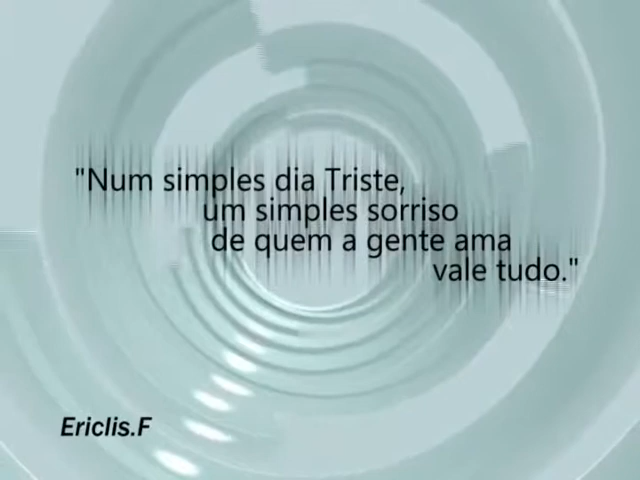 "Num simples dia Triste,
um simples sorriso
de quem a gente ama
vale tudo."
Ericlis.F